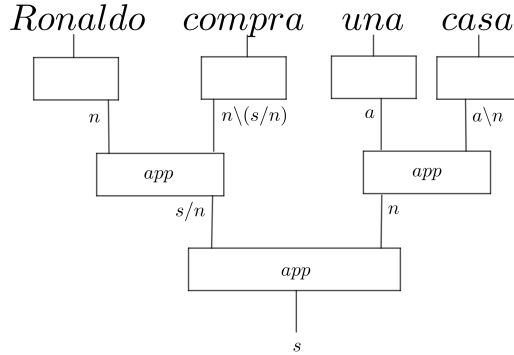 Ronaldo compra una casa
n n\(s/n) a a\n
app app
s/n n
app
s